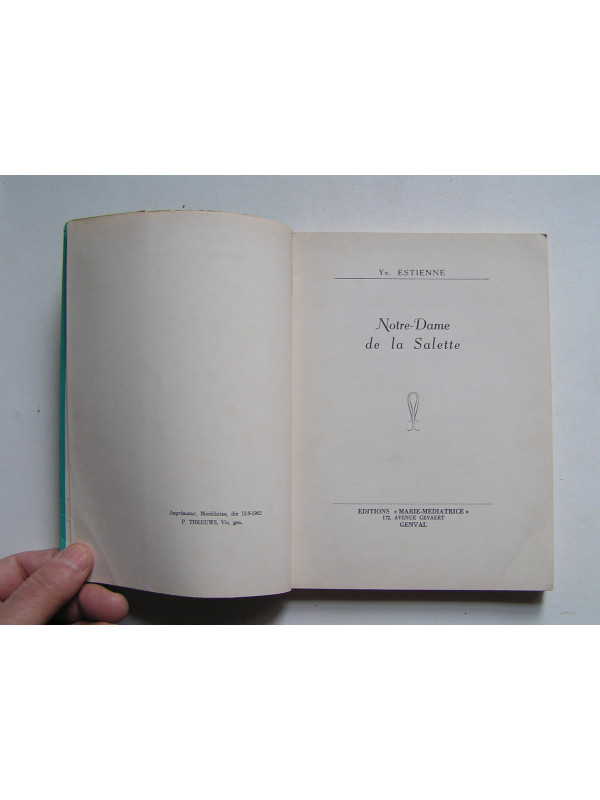 Imprimatur, Mechliniae, die 12-9-1962
P. THEEUWS, Vic. gen.
Yv. ESTIENNE
Notre-Dame
de la Salette
EDITIONS « MARIE-MEDIATRICE »
172, AVENUE GEVAERT
GENVAL